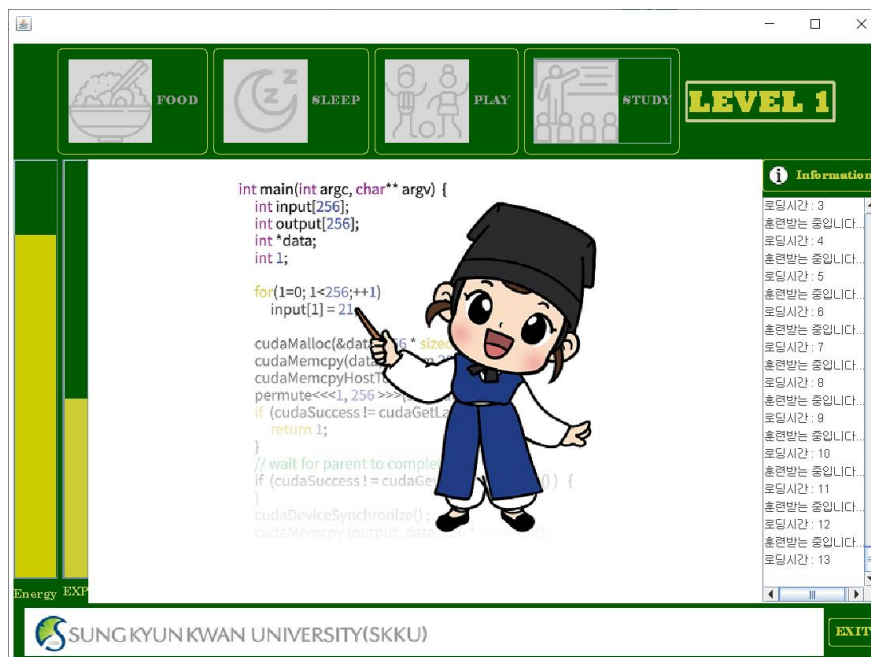 FOOD
SLEEP
PLAY
STUDY
LEVEL 1
int main(int argc, char** argv) {
int input[256];
int output[256];
int *data;
int 1;
for(1=0; 1<256;++1)
input[1] = 21
cudaMalloc(&dat 6 * size
cudaMemcpy(dat
cudaMemcpyHostT
permute<<<1, 256 >>>(
if (cudaSuccess != cudaGetLa
return 1;
}
// wait for parent to comple
if (cudaSuccess ! = cudaGe () ) {
}
cudaDeviceSynchronize() ;
cudaMemcpy (output, data,
Information
로딩시간 : 3
훈련받는 중입니다...
로딩시간 : 4
훈련받는 중입니다...
로딩시간 : 5
훈련받는 중입니다...
로딩시간 : 6
훈련받는 중입니다...
로딩시간 : 7
훈련받는 중입니다...
로딩시간 : 8
훈련받는 중입니다...
로딩시간 : 9
훈련받는 중입니다...
로딩시간 : 10
훈련받는 중입니다...
로딩시간 : 11
훈련받는 중입니다...
로딩시간 : 12
훈련받는 중입니다...
로딩시간 : 13
Energy
EXP
SUNG KYUN KWAN UNIVERSITY(SKKU)
EXIT